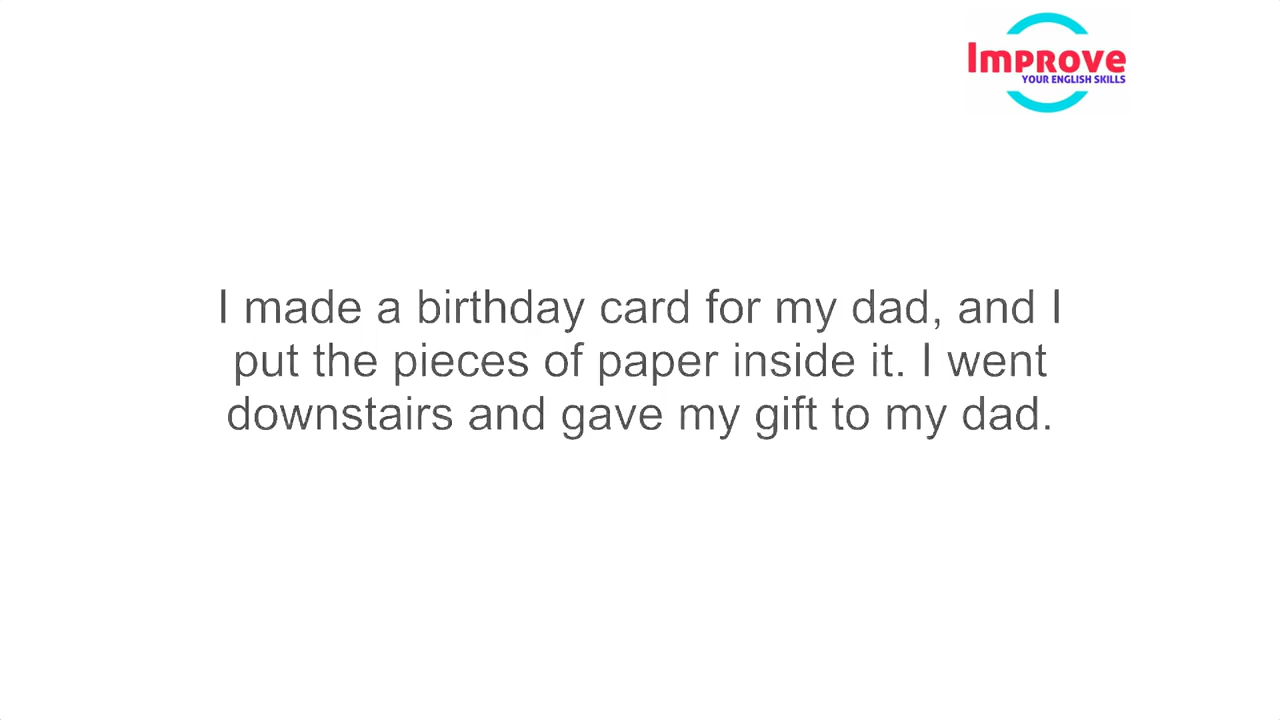 Improve
YOUR ENGLISH SKILLS
I made a birthday card for my dad, and I
put the pieces of paper inside it. I went
downstairs and gave my gift to my dad.